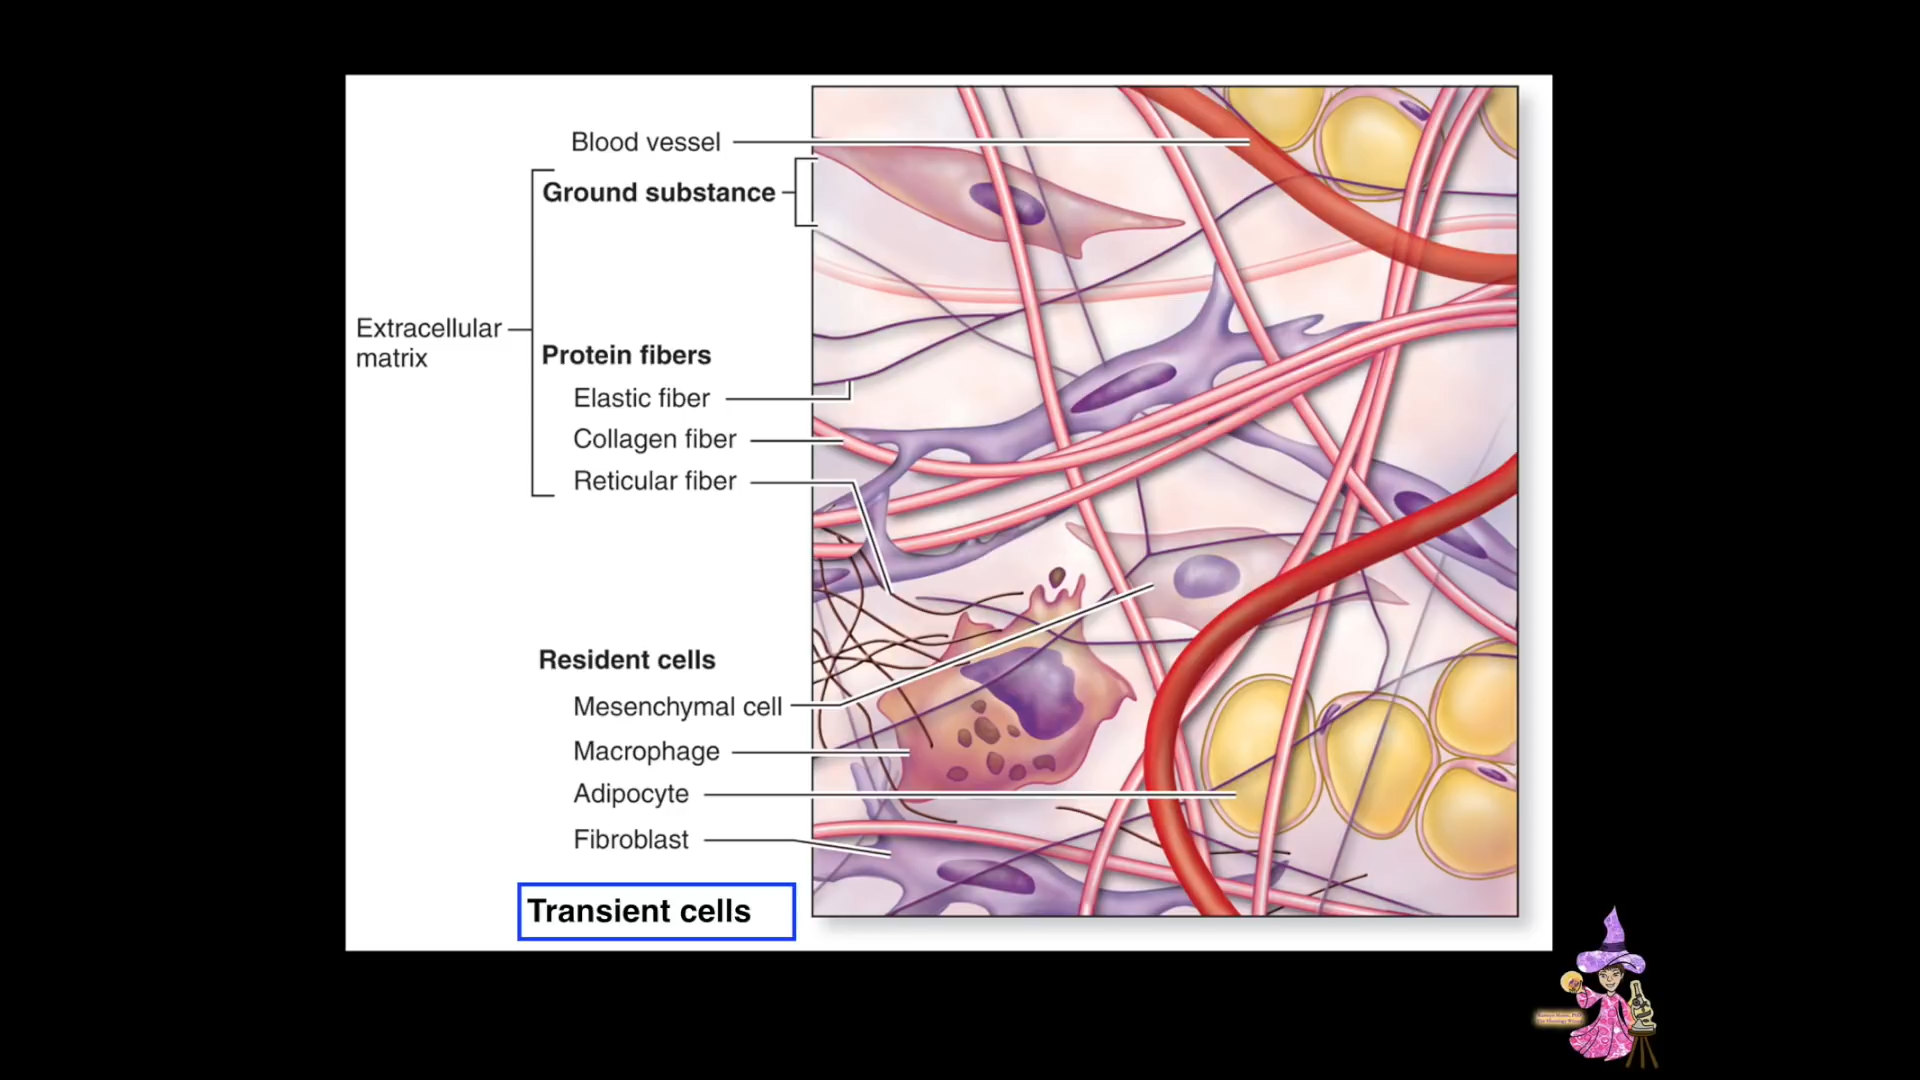 Blood vessel
Ground substance
Extracellular
matrix
Protein fibers
Elastic fiber
Collagen fiber
Reticular fiber
Resident cells
Mesenchymal cell
Macrophage
Adipocyte
Fibroblast
Transient cells